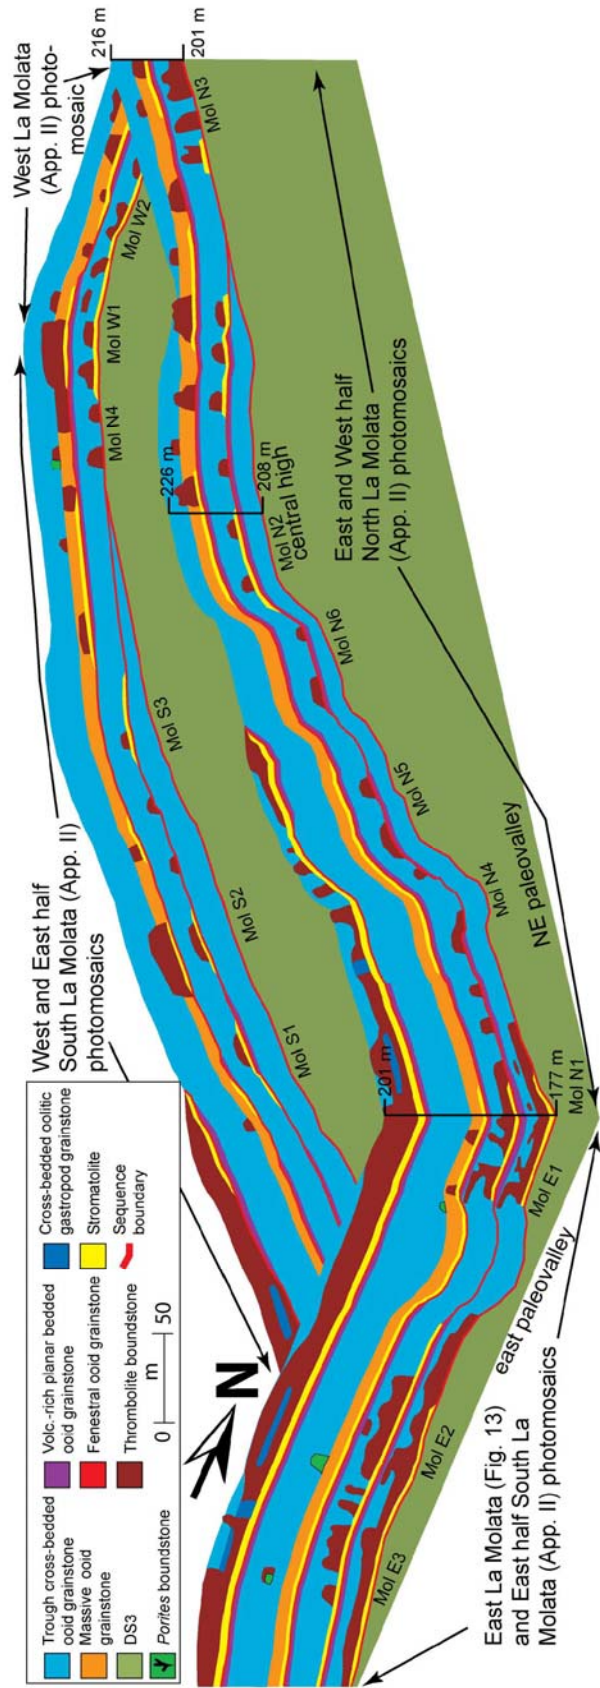 West La Molata
(App. II) photo-
mosaic
216 m
201 m
Mol N3
Mol W2
Mol W1
Mol N4
West and East half
South La Molata (App. II)
photomosaics
Mol S3
Mol S2
Mol S1
226 m
208 m
Mol N2
central high
East and West half
North La Molata
(App. II) photomosaics
Mol N6
Mol N5
Mol N4
NE paleovalley
201 m
177 m
Mol N1
Mol E1
east paleovalley
Mol E2
Mol E3
East La Molata (Fig. 13)
and East half South La
Molata (App. II) photomosaics
N
Trough cross-bedded
ooid grainstone
Massive ooid
grainstone
DS3
Porites boundstone
Volc.-rich planar bedded
ooid grainstone
Fenestral ooid grainstone
Thrombolite boundstone
Cross-bedded oolitic
gastropod grainstone
Stromatolite
Sequence
boundary
0 50
m